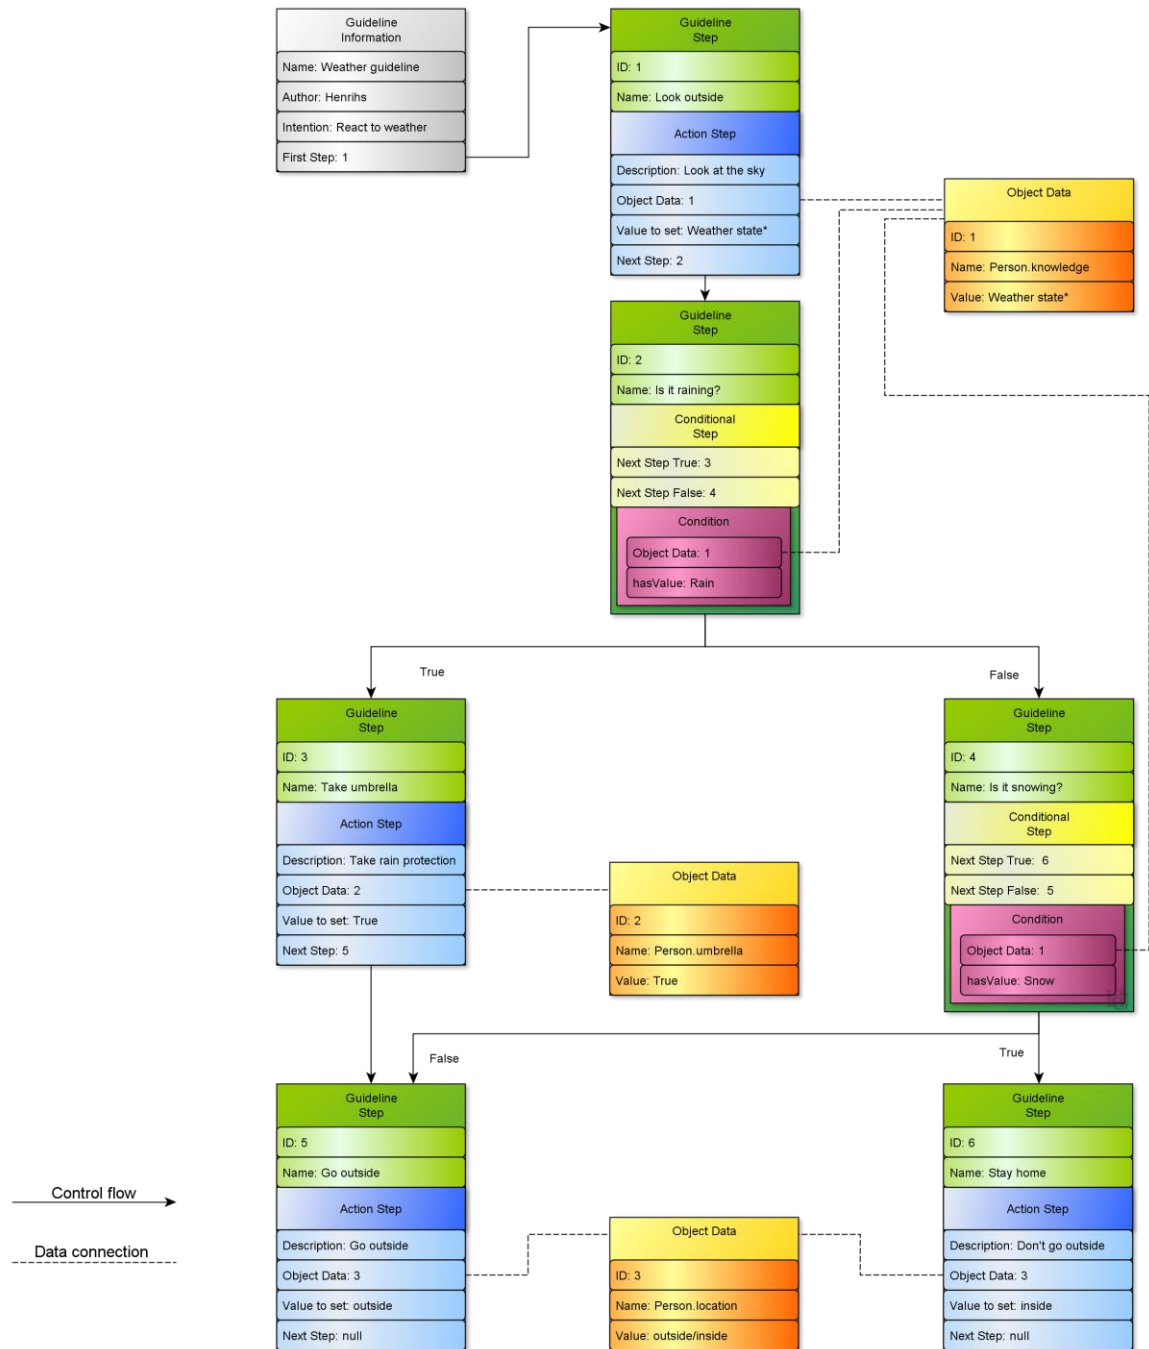 Guideline
Information
Name: Weather guideline
Author: Henrihs
Intention: React to weather
First Step: 1
Guideline
Step
ID: 1
Name: Look outside
Action Step
Description: Look at the sky
Object Data: 1
Value to set: Weather state*
Next Step: 2
Object Data
ID: 1
Name: Person.knowledge
Value: Weather state*
Guideline
Step
ID: 2
Name: Is it raining?
Conditional
Step
Next Step True: 3
Next Step False: 4
Condition
Object Data: 1
hasValue: Rain
True
False
Guideline
Step
ID: 3
Name: Take umbrella
Action Step
Description: Take rain protection
Object Data: 2
Value to set: True
Next Step: 5
Object Data
ID: 2
Name: Person.umbrella
Value: True
Guideline
Step
ID: 4
Name: Is it snowing?
Conditional
Step
Next Step True: 6
Next Step False: 5
Condition
Object Data: 1
hasValue: Snow
False
True
Guideline
Step
ID: 5
Name: Go outside
Action Step
Description: Go outside
Object Data: 3
Value to set: outside
Next Step: null
Object Data
ID: 3
Name: Person.location
Value: outside/inside
Guideline
Step
ID: 6
Name: Stay home
Action Step
Description: Don't go outside
Object Data: 3
Value to set: inside
Next Step: null
Control flow
Data connection